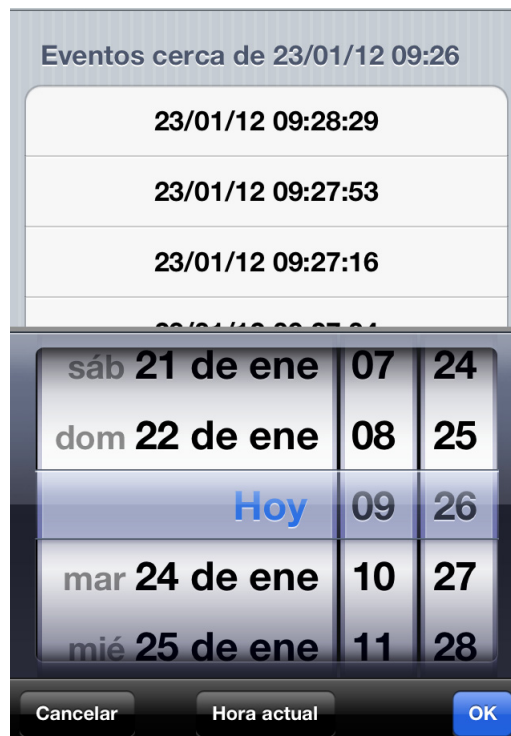 Eventos cerca de 23/01/12 09:26
23/01/12 09:28:29
23/01/12 09:27:53
23/01/12 09:27:16
sáb 21 de ene 07 24
dom 22 de ene 08 25
Hoy 09 26
mar 24 de ene 10 27
mié 25 de ene 11 28
Cancelar Hora actual OK